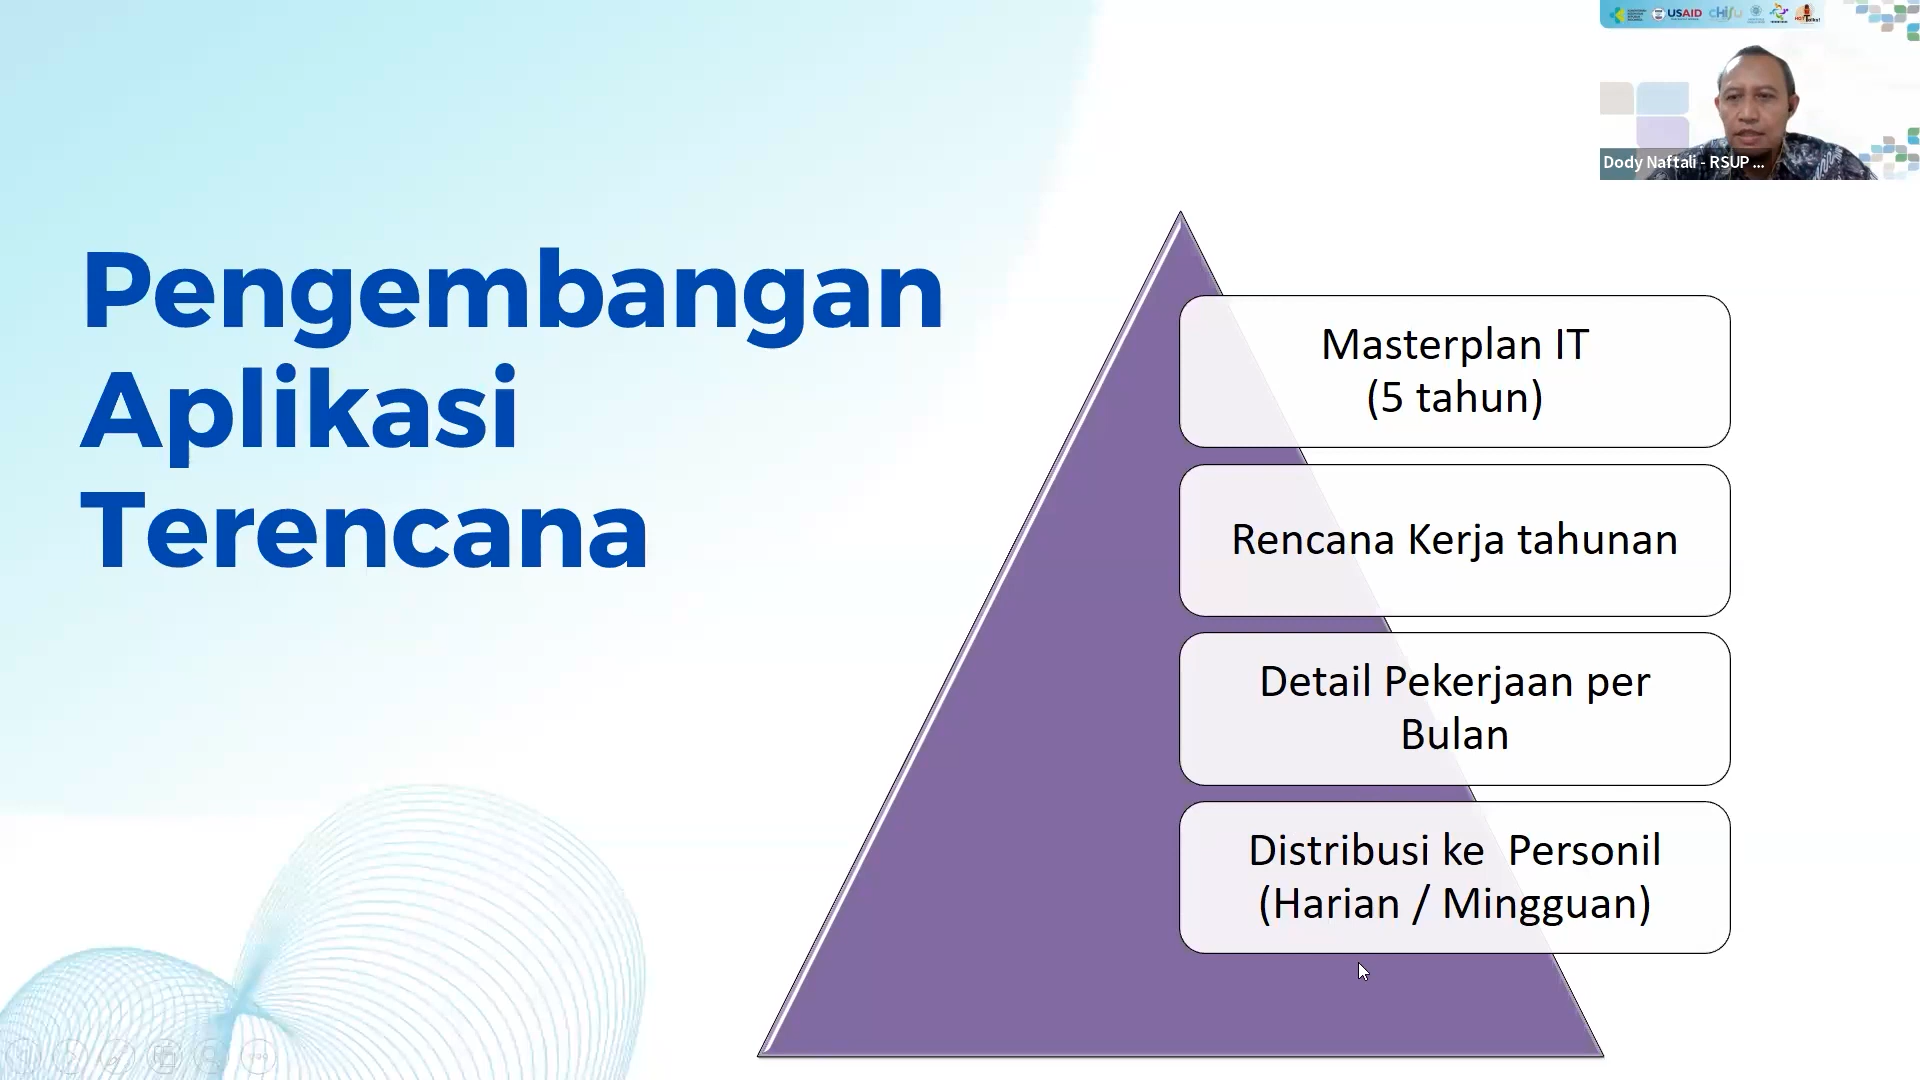 USAID
CHISU
Dody Naftali - RSUP ...
Pengembangan
Aplikasi
Terencana
Masterplan IT
(5 tahun)
Rencana Kerja tahunan
Detail Pekerjaan per
Bulan
Distribusi ke Personil
(Harian / Mingguan)